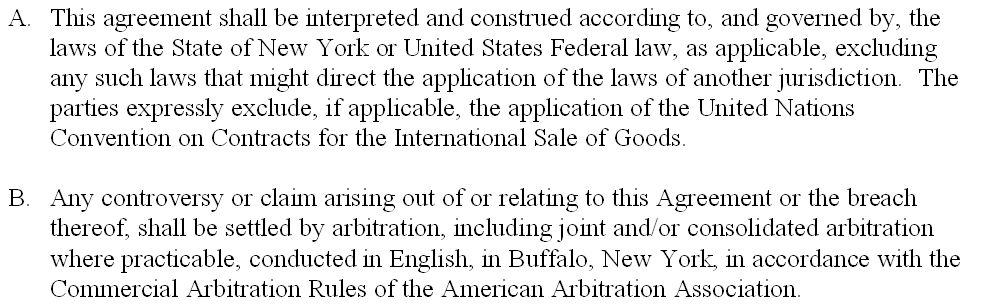 A. This agreement shall be interpreted and construed according to, and governed by, the
laws of the State of New York or United States Federal law, as applicable, excluding
any such laws that might direct the application of the laws of another jurisdiction. The
parties expressly exclude, if applicable, the application of the United Nations
Convention on Contracts for the International Sale of Goods.
B. Any controversy or claim arising out of or relating to this Agreement or the breach
thereof, shall be settled by arbitration, including joint and/or consolidated arbitration
where practicable, conducted in English, in Buffalo, New York, in accordance with the
Commercial Arbitration Rules of the American Arbitration Association.